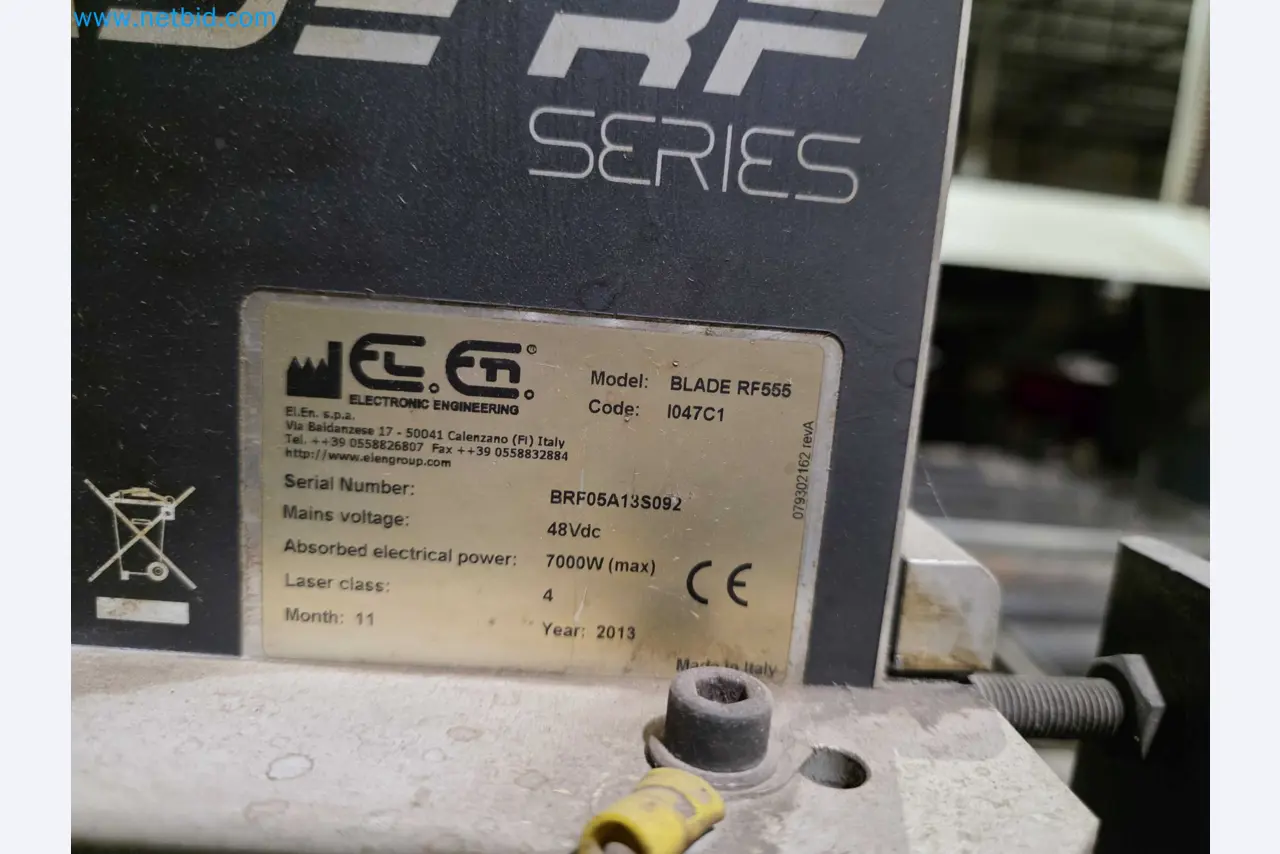 www.netbid.com
DE RF
SERIES
EL.En.®
ELECTRONIC ENGINEERING
El.En. s.p.a.
Via Baldanzese 17 - 50041 Calenzano (FI) Italy
Tel. ++39 0558826807 Fax ++39 0558832884
http://www.elengroup.com
Model: BLADE RF555
Code: I047C1
079302162 revA
Serial Number: BRF05A13S092
Mains voltage: 48Vdc
Absorbed electrical power: 7000W (max)
Laser class: 4
CE
Month: 11 Year: 2013
Made in Italy